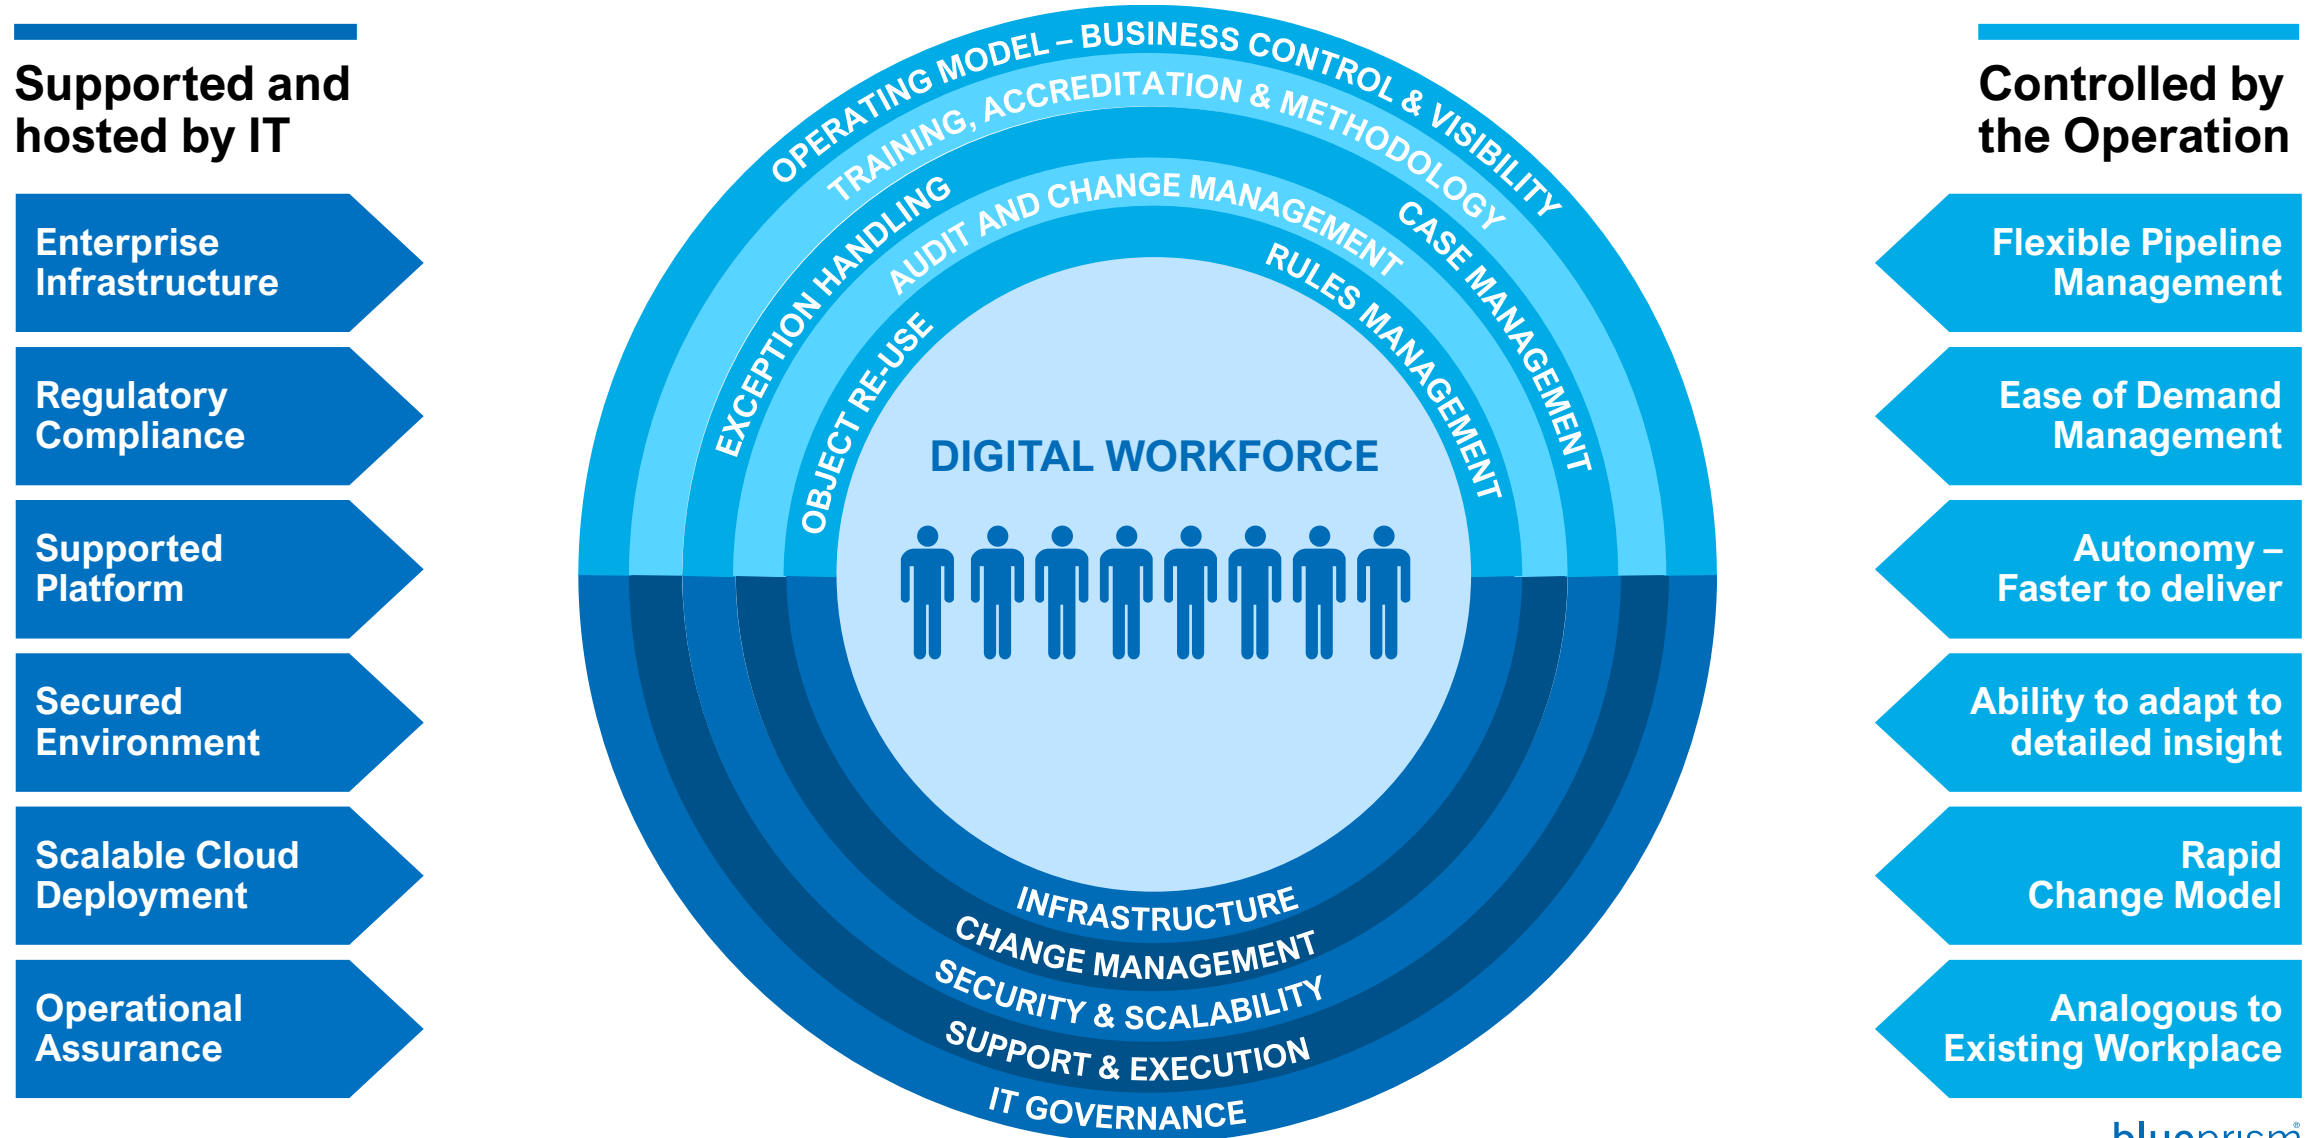 Supported and
hosted by IT
Enterprise
Infrastructure
Regulatory
Compliance
Supported
Platform
Secured
Environment
Scalable Cloud
Deployment
Operational
Assurance
OPERATING MODEL – BUSINESS CONTROL & VISIBILITY
TRAINING, ACCREDITATION & METHODOLOGY
EXCEPTION HANDLING
CASE MANAGEMENT
AUDIT AND CHANGE MANAGEMENT
OBJECT RE-USE
RULES MANAGEMENT
DIGITAL WORKFORCE
INFRASTRUCTURE
CHANGE MANAGEMENT
SECURITY & SCALABILITY
SUPPORT & EXECUTION
IT GOVERNANCE
Controlled by
the Operation
Flexible Pipeline
Management
Ease of Demand
Management
Autonomy –
Faster to deliver
Ability to adapt to
detailed insight
Rapid
Change Model
Analogous to
Existing Workplace
blueprism®